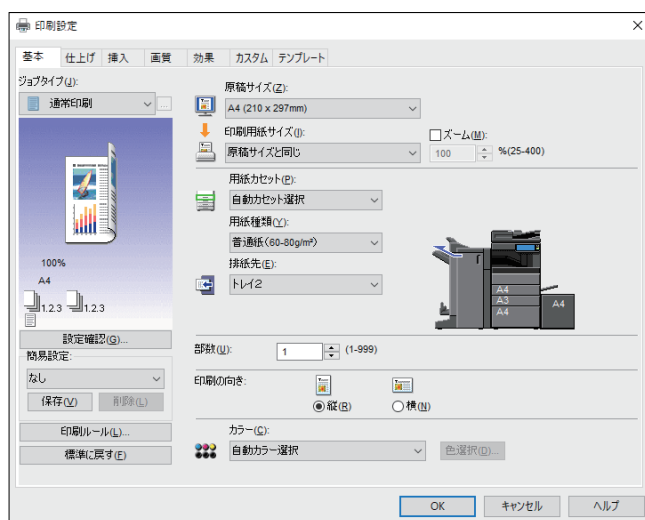 印刷設定
基本 仕上げ 挿入 画質 効果 カスタム テンプレート
ジョブタイプ(J):
通常印刷
...
100%
A4
1.2.3 1.2.3
設定確認(G)...
簡易設定:
なし
保存(V) 削除(L)
印刷ルール(L)...
標準に戻す(F)
原稿サイズ(Z):
A4 (210 x 297mm)
印刷用紙サイズ(I):
原稿サイズと同じ
ズーム(M):
100 %(25-400)
用紙カセット(P):
自動カセット選択
用紙種類(Y):
普通紙(60-80g/m²)
排紙先(E):
トレイ2
A4
A3
A4
A4
部数(U): 1 (1-999)
印刷の向き:
縦(R) 横(N)
カラー(C):
自動カラー選択 色選択(D)...
OK キャンセル ヘルプ